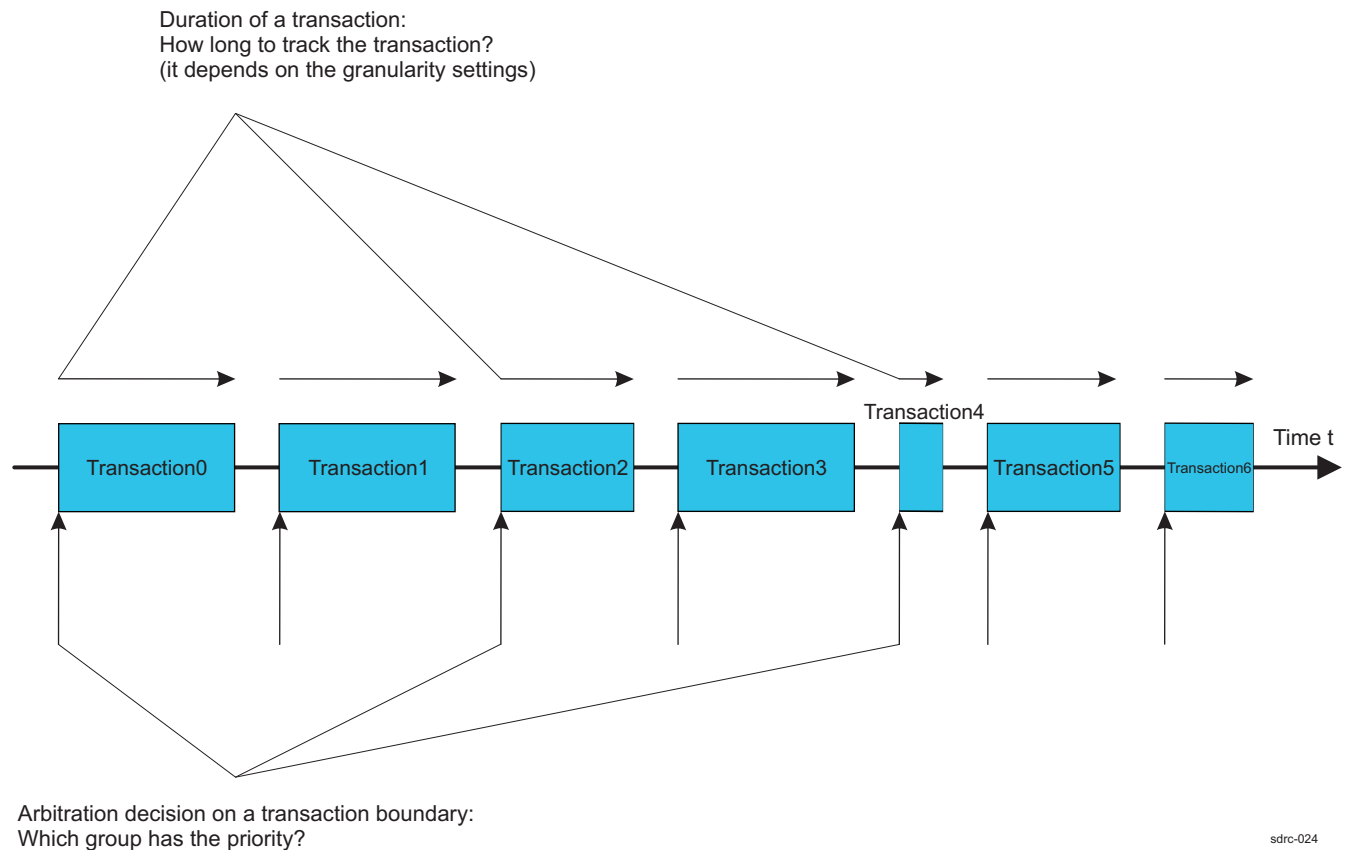 Duration of a transaction:
How long to track the transaction?
(it depends on the granularity settings)
Transaction4
Time t
Transaction0
Transaction1
Transaction2
Transaction3
Transaction5
Transaction6
Arbitration decision on a transaction boundary:
Which group has the priority?
sdrc-024